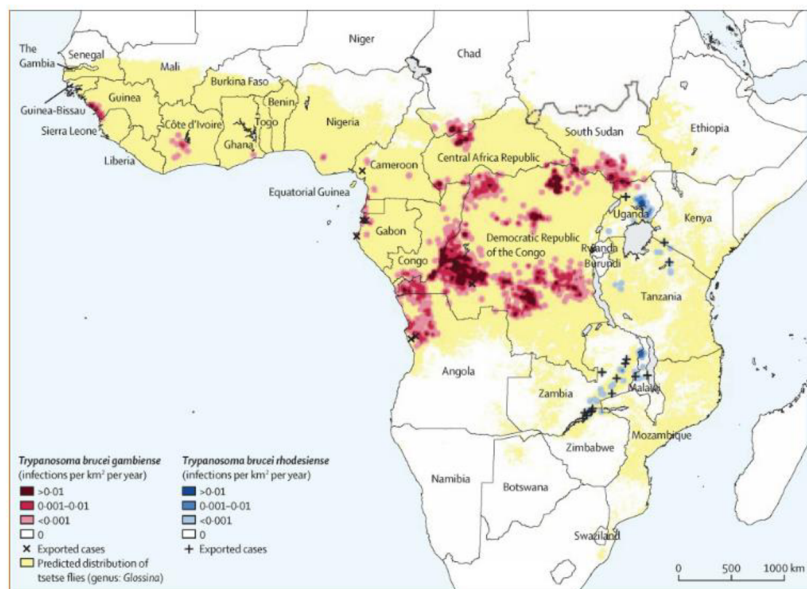 Niger
Chad
The
Gambia
Senegal
Mali
Burkina Faso
Guinea
Benin
Guinea-Bissau
Sierra Leone
Côte d'Ivoire
Togo
Ghana
Nigeria
Liberia
Cameroon
Central Africa Republic
South Sudan
Ethiopia
Equatorial Guinea
Gabon
Congo
Democratic Republic
of the Congo
Uganda
Kenya
Rwanda
Burundi
Tanzania
Angola
Zambia
Malawi
Mozambique
Zimbabwe
Namibia
Botswana
Swaziland
Trypanosoma brucei gambiense
(infections per km² per year)
>0·01
0·001–0·01
<0·001
0
Exported cases
Predicted distribution of
tsetse flies (genus: Glossina)
Trypanosoma brucei rhodesiense
(infections per km² per year)
>0·01
0·001–0·01
<0·001
0
Exported cases
0 500 1000 km